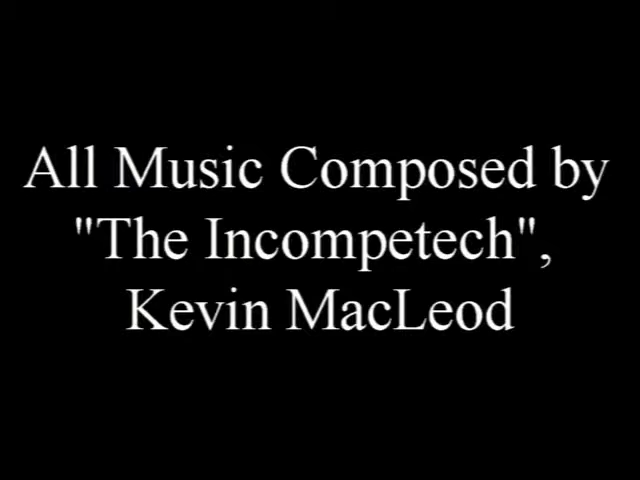 All Music Composed by
"The Incompetech",
Kevin MacLeod